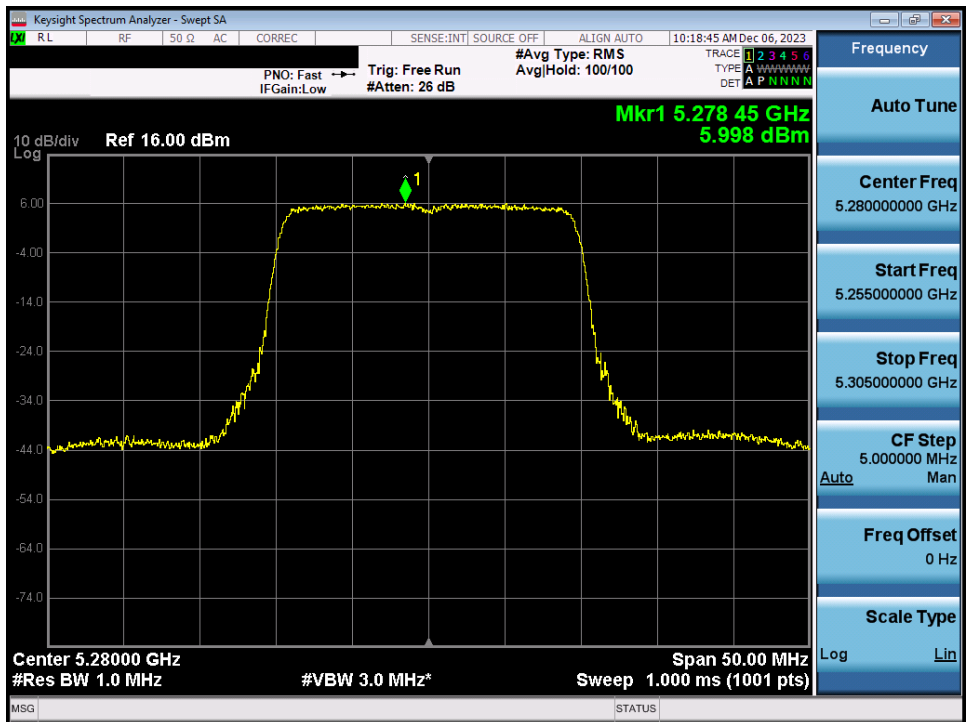 Keysight Spectrum Analyzer - Swept SA
LXI RL RF 50 Ω AC CORREC SENSE:INT SOURCE OFF ALIGN AUTO 10:18:45 AM Dec 06, 2023
PNO: Fast
IFGain:Low
Trig: Free Run
#Atten: 26 dB
#Avg Type: RMS
Avg|Hold: 100/100
TRACE 1 2 3 4 5 6
TYPE A WWWWW
DET A P N N N N
Mkr1 5.278 45 GHz
5.998 dBm
10 dB/div Ref 16.00 dBm
Log
1
6.00
-4.00
-14.0
-24.0
-34.0
-44.0
-54.0
-64.0
-74.0
Center 5.28000 GHz Span 50.00 MHz
#Res BW 1.0 MHz #VBW 3.0 MHz* Sweep 1.000 ms (1001 pts)
MSG STATUS
Frequency
Auto Tune
Center Freq
5.280000000 GHz
Start Freq
5.255000000 GHz
Stop Freq
5.305000000 GHz
CF Step
5.000000 MHz
Auto Man
Freq Offset
0 Hz
Scale Type
Log Lin